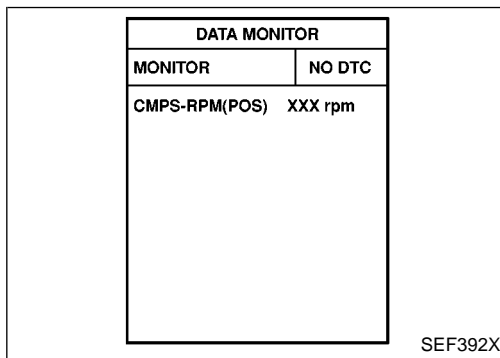 DATA MONITOR
MONITOR NO DTC
CMPS-RPM(POS) XXX rpm
SEF392X